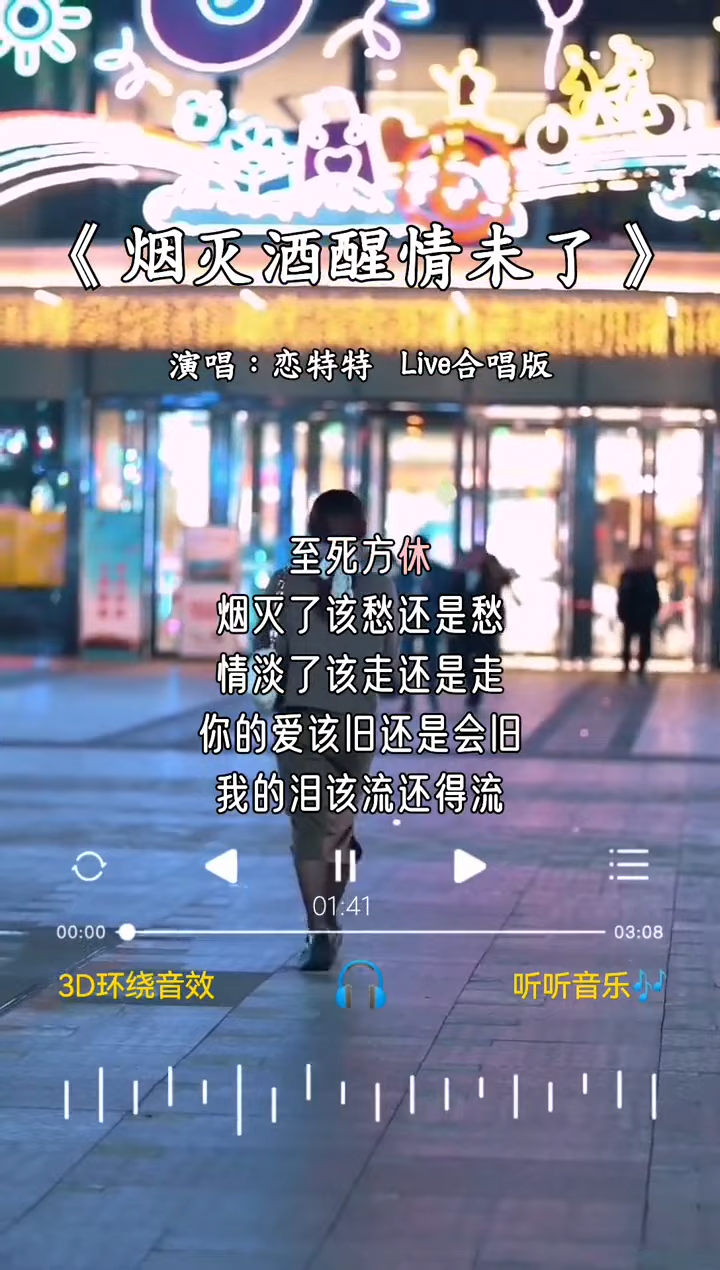 《烟灭酒醒情未了》
演唱：恋特特 Live合唱版
至死方休
烟灭了该愁还是愁
情淡了该走还是走
你的爱该旧还是会旧
我的泪该流还得流
01:41
00:00 03:08
3D环绕音效 听听音乐